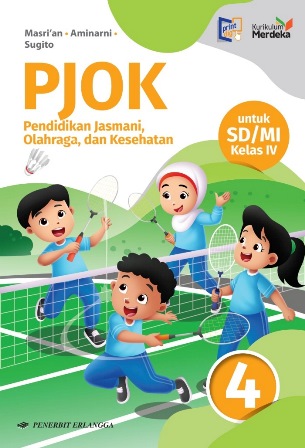 Masri'an • Aminarni •
Sugito
print
Kurikulum
Merdeka
PJOK
Pendidikan Jasmani,
Olahraga, dan Kesehatan
untuk
SD/MI
Kelas IV
4
PENERBIT ERLANGGA